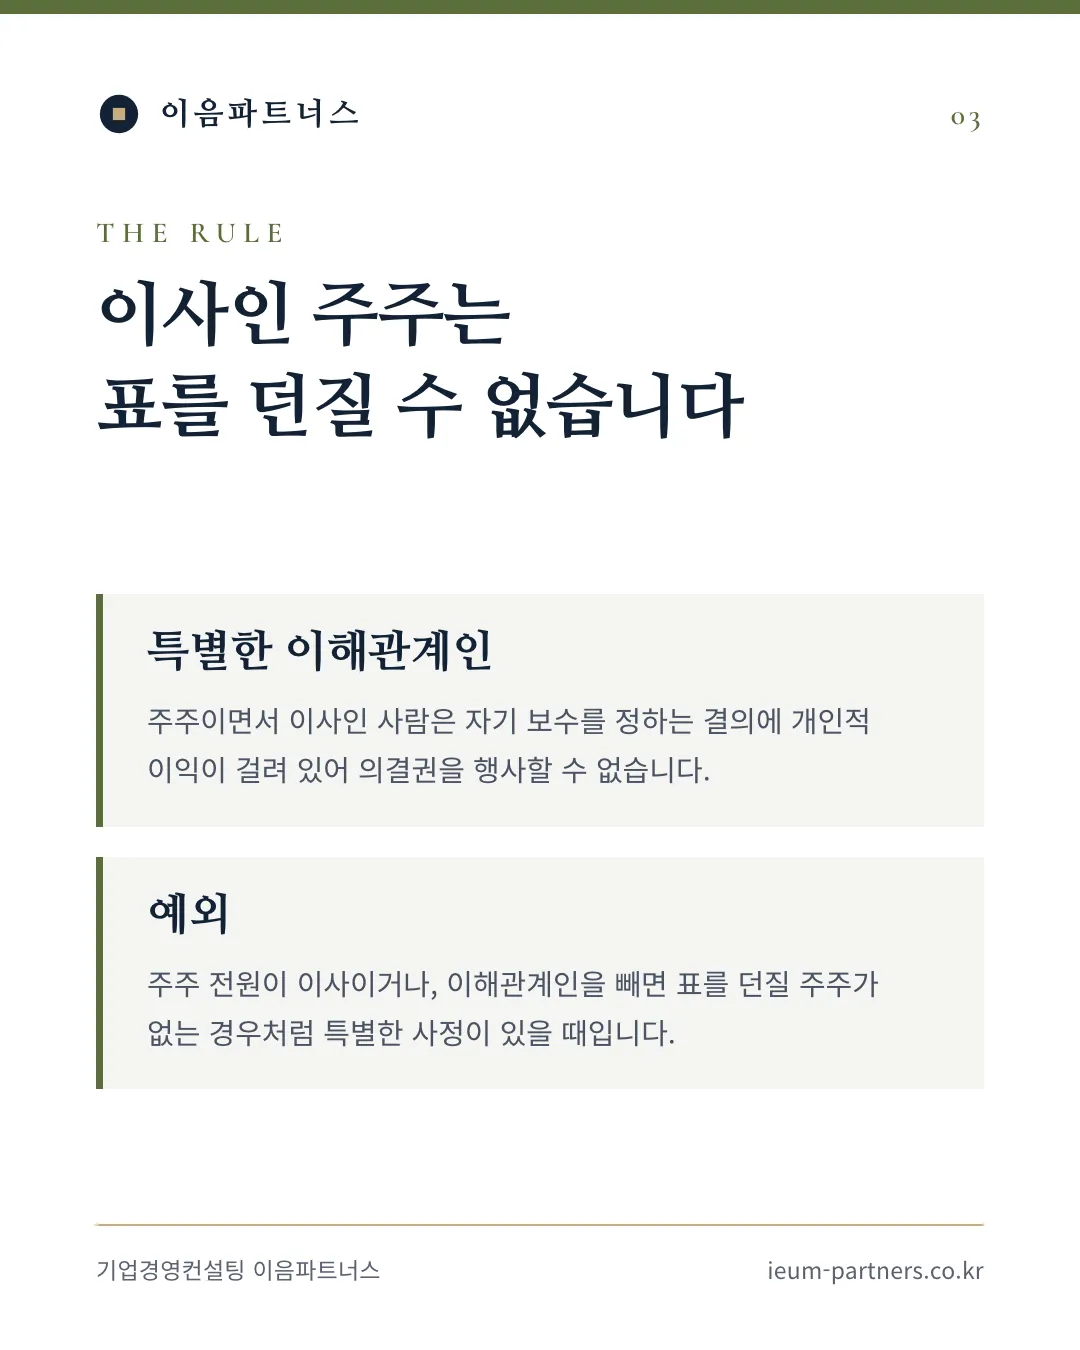 이음파트너스
03
THE RULE
이사인 주주는
표를 던질 수 없습니다
특별한 이해관계인
주주이면서 이사인 사람은 자기 보수를 정하는 결의에 개인적
이익이 걸려 있어 의결권을 행사할 수 없습니다.
예외
주주 전원이 이사이거나, 이해관계인을 빼면 표를 던질 주주가
없는 경우처럼 특별한 사정이 있을 때입니다.
기업경영컨설팅 이음파트너스
ieum-partners.co.kr